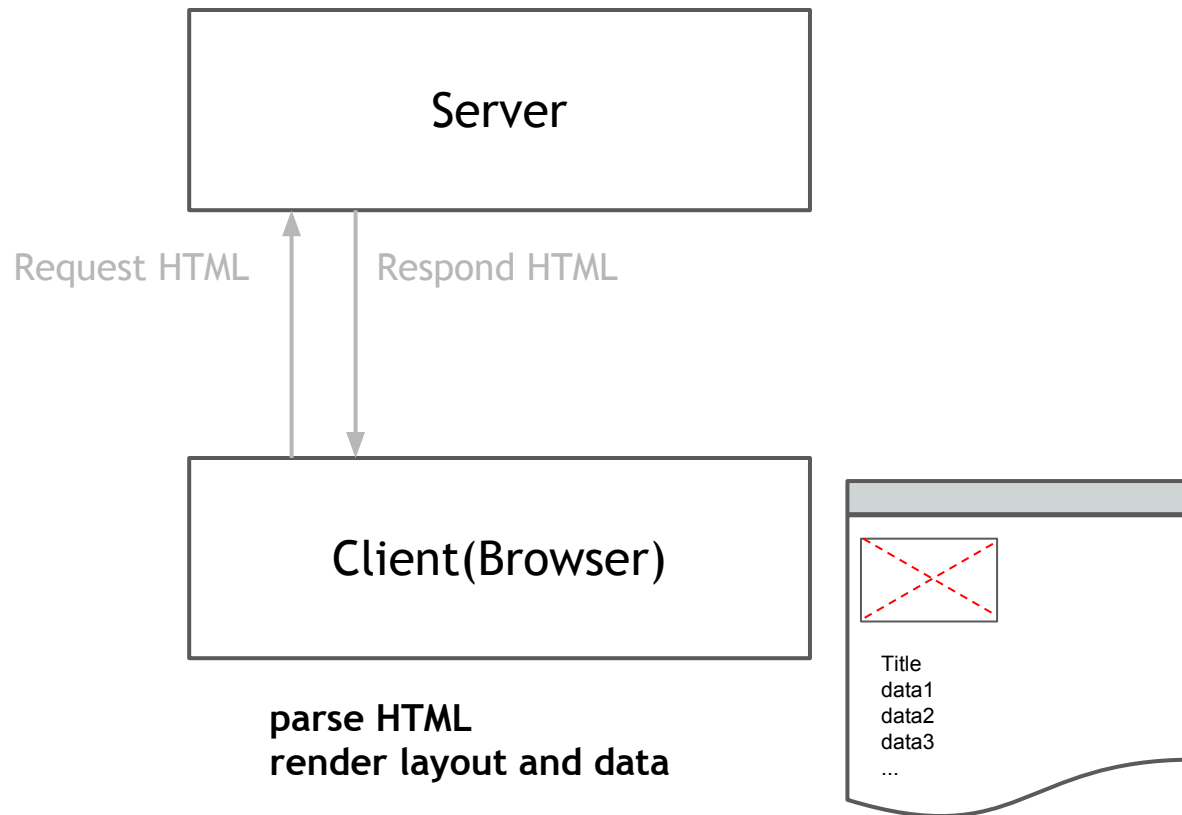 Server
Request HTML
Respond HTML
Client(Browser)
parse HTML
render layout and data
Title
data1
data2
data3
...